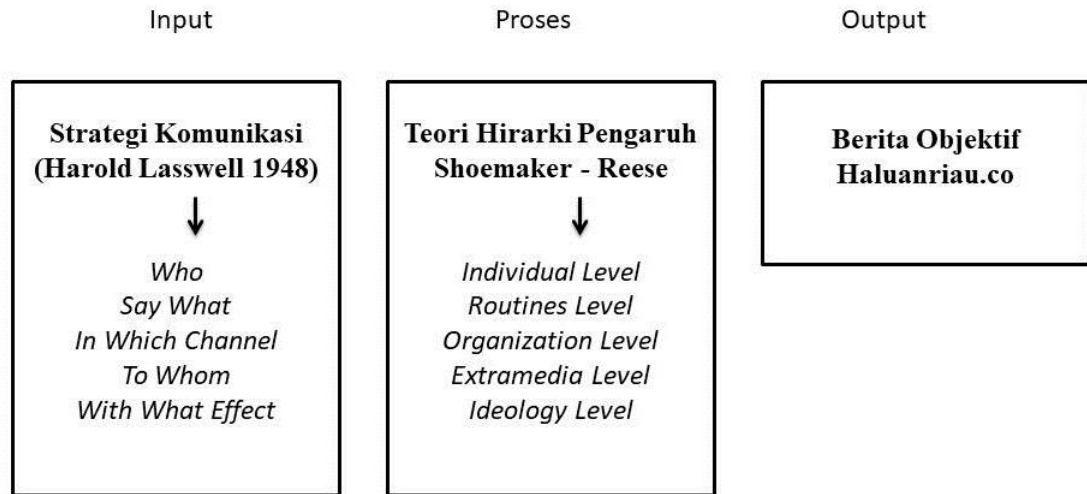 Input
Proses
Output
Strategi Komunikasi
(Harold Lasswell 1948)
Who
Say What
In Which Channel
To Whom
With What Effect
Teori Hirarki Pengaruh
Shoemaker - Reese
Individual Level
Routines Level
Organization Level
Extramedia Level
Ideology Level
Berita Objektif
Haluanriau.co